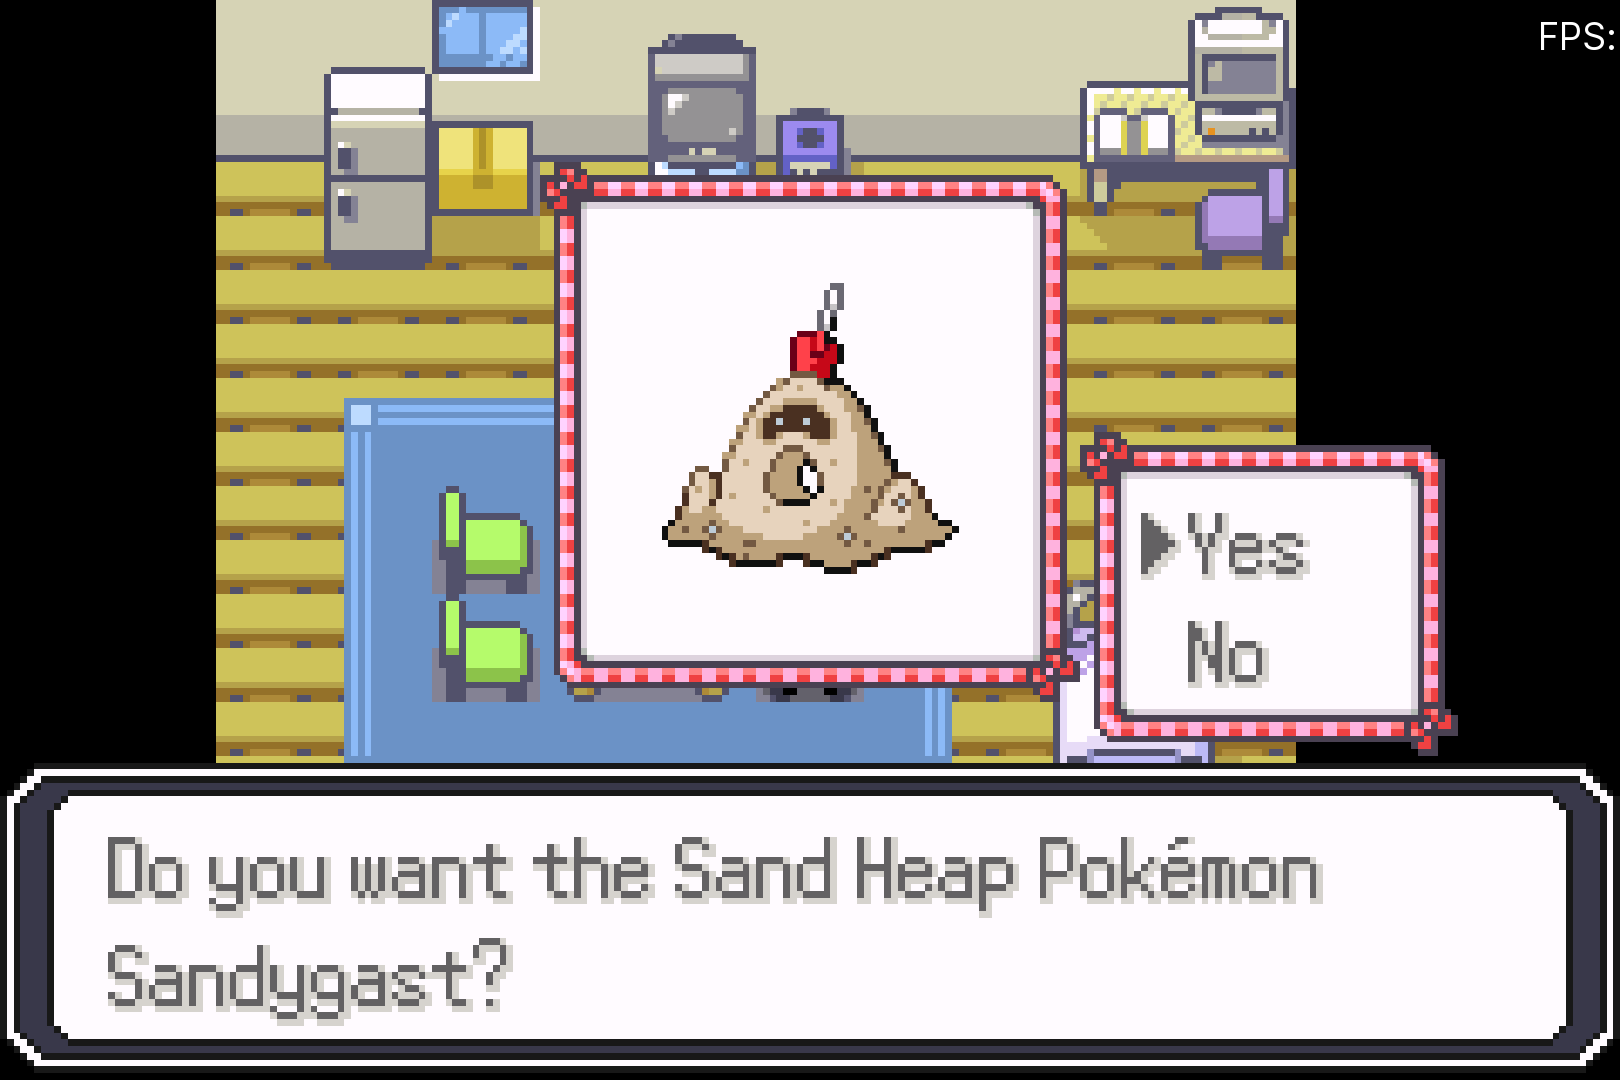 FPS:
Yes
No
Do you want the Sand Heap Pokémon
Sandygast?